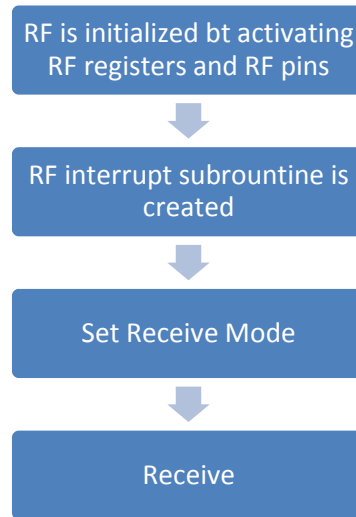 RF is initialized bt activating
RF registers and RF pins
RF interrupt subrountine is
created
Set Receive Mode
Receive